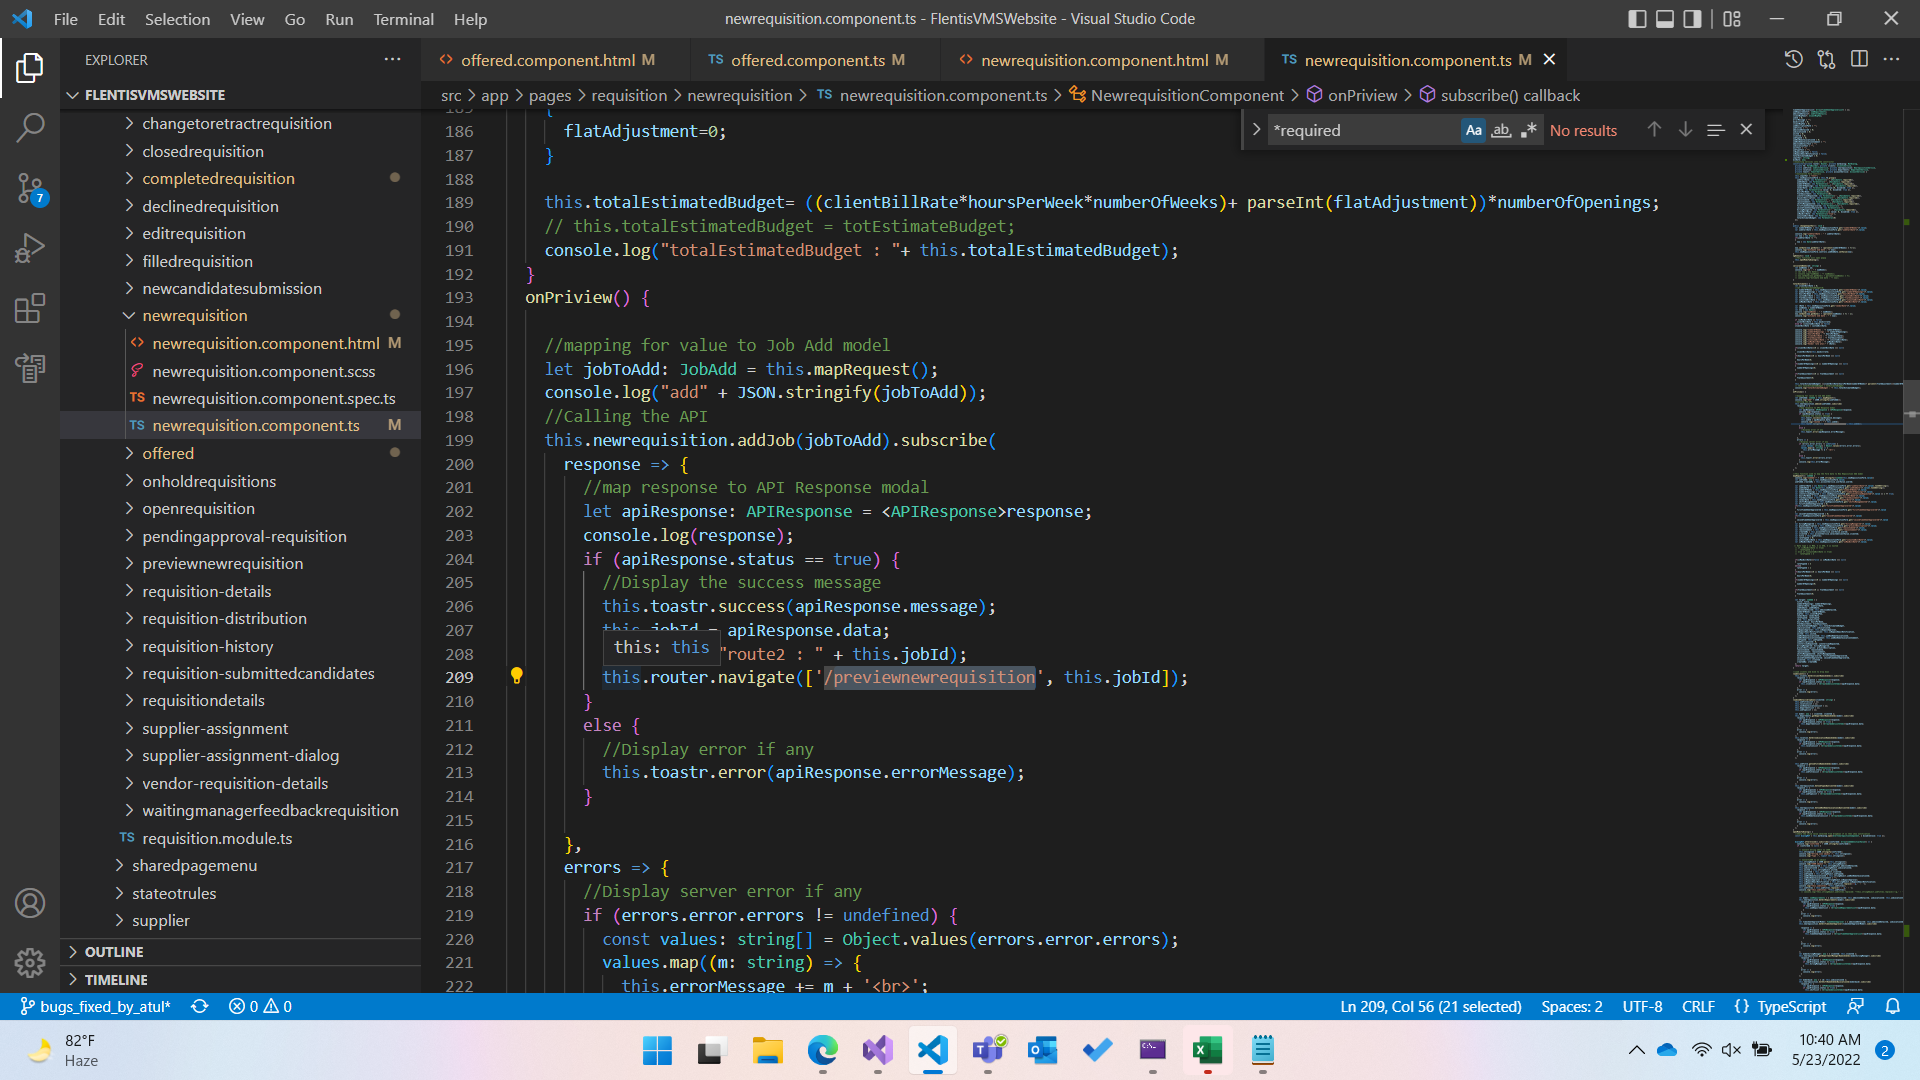 File Edit Selection View Go Run Terminal Help
newrequisition.component.ts - FlentisVMSWebsite - Visual Studio Code
EXPLORER
offered.component.html M
TS offered.component.ts M
newrequisition.component.html M
TS newrequisition.component.ts M
FLENTISVMSWEBSITE
src > app > pages > requisition > newrequisition > TS newrequisition.component.ts > NewrequisitionComponent > onPriview > subscribe() callback
*required
Aa ab
No results
changetoretractrequisition
closedrequisition
completedrequisition
declinedrequisition
editrequisition
filledrequisition
newcandidatesubmission
newrequisition
newrequisition.component.html M
newrequisition.component.scss
TS newrequisition.component.spec.ts
TS newrequisition.component.ts M
offered
onholdrequisitions
openrequisition
pendingapproval-requisition
previewnewrequisition
requisition-details
requisition-distribution
requisition-history
requisition-submittedcandidates
requisitiondetails
supplier-assignment
supplier-assignment-dialog
vendor-requisition-details
waitingmanagerfeedbackrequisition
TS requisition.module.ts
sharedpagemenu
stateotrules
supplier
OUTLINE
TIMELINE
7
186 flatAdjustment=0;
187 }
188
189 this.totalEstimatedBudget= ((clientBillRate*hoursPerWeek*numberOfWeeks)+ parseInt(flatAdjustment))*numberOfOpenings;
190 // this.totalEstimatedBudget = totEstimateBudget;
191 console.log("totalEstimatedBudget : "+ this.totalEstimatedBudget);
192 }
193 onPriview() {
194
195 //mapping for value to Job Add model
196 let jobToAdd: JobAdd = this.mapRequest();
197 console.log("add" + JSON.stringify(jobToAdd));
198 //Calling the API
199 this.newrequisition.addJob(jobToAdd).subscribe(
200 response => {
201 //map response to API Response modal
202 let apiResponse: APIResponse = <APIResponse>response;
203 console.log(response);
204 if (apiResponse.status == true) {
205 //Display the success message
206 this.toastr.success(apiResponse.message);
207 this.jobId = apiResponse.data;
this: this
208 "route2 : " + this.jobId);
209 this.router.navigate(['/previewnewrequisition', this.jobId]);
210 }
211 else {
212 //Display error if any
213 this.toastr.error(apiResponse.errorMessage);
214 }
215
216 },
217 errors => {
218 //Display server error if any
219 if (errors.error.errors != undefined) {
220 const values: string[] = Object.values(errors.error.errors);
221 values.map((m: string) => {
222 this.errorMessage += m + '<br>';
bugs_fixed_by_atul* 0 0
Ln 209, Col 56 (21 selected) Spaces: 2 UTF-8 CRLF {} TypeScript
82°F
Haze
10:40 AM
5/23/2022
2